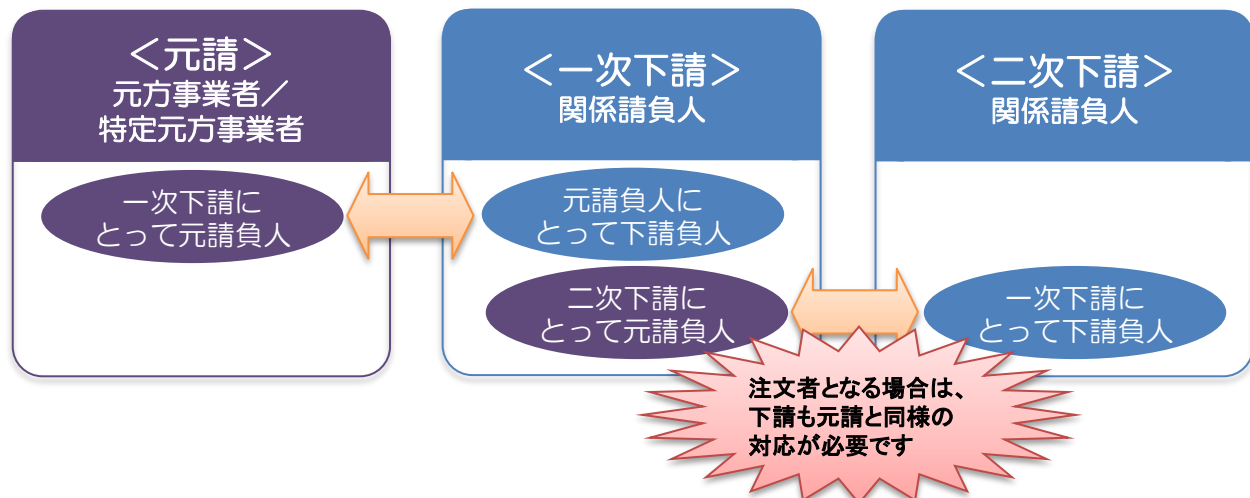 ＜元請＞
元方事業者／
特定元方事業者
一次下請に
とって元請負人
＜一次下請＞
関係請負人
元請負人に
とって下請負人
二次下請に
とって元請負人
＜二次下請＞
関係請負人
一次下請に
とって下請負人
注文者となる場合は、
下請も元請と同様の
対応が必要です